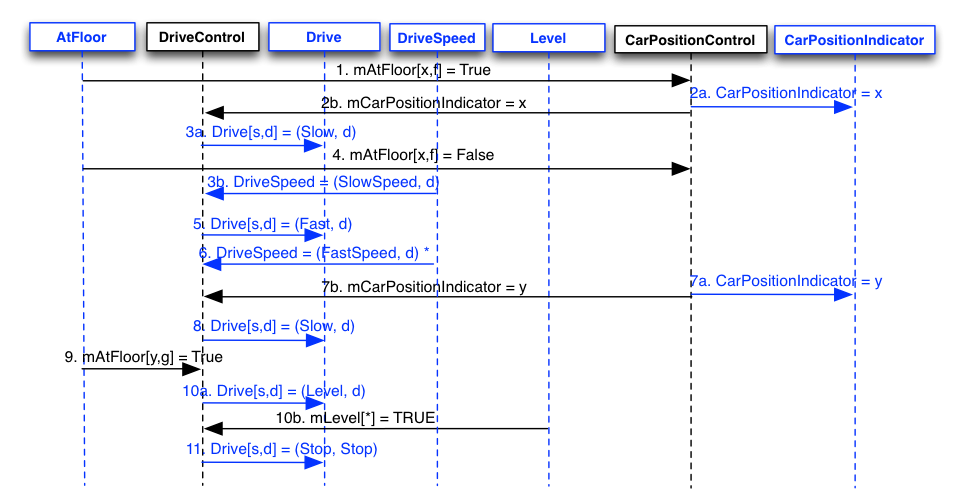 AtFloor
DriveControl
Drive
DriveSpeed
Level
CarPositionControl
CarPositionIndicator
1. mAtFloor[x,f] = True
2a. CarPositionIndicator = x
2b. mCarPositionIndicator = x
3a. Drive[s,d] = (Slow, d)
4. mAtFloor[x,f] = False
3b. DriveSpeed = (SlowSpeed, d)
5. Drive[s,d] = (Fast, d)
6. DriveSpeed = (FastSpeed, d) *
7a. CarPositionIndicator = y
7b. mCarPositionIndicator = y
8. Drive[s,d] = (Slow, d)
9. mAtFloor[y,g] = True
10a. Drive[s,d] = (Level, d)
10b. mLevel[*] = TRUE
11. Drive[s,d] = (Stop, Stop)